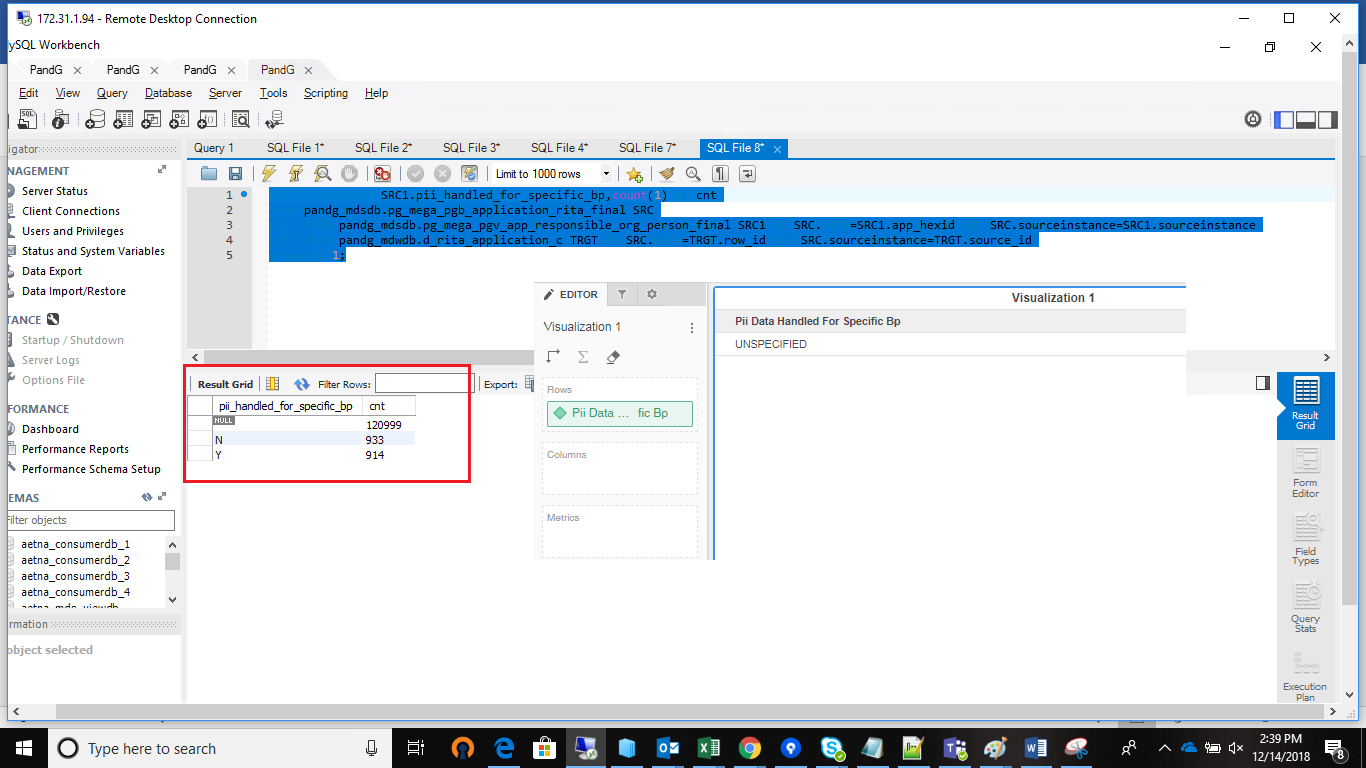 172.31.1.94 - Remote Desktop Connection
ySQL Workbench
PandG
PandG
PandG
PandG
Edit View Query Database Server Tools Scripting Help
igator
NAGEMENT
Server Status
Client Connections
Users and Privileges
Status and System Variables
Data Export
Data Import/Restore
TANCE
Startup / Shutdown
Server Logs
Options File
FORMANCE
Dashboard
Performance Reports
Performance Schema Setup
EMAS
Filter objects
aetna_consumerdb_1
aetna_consumerdb_2
aetna_consumerdb_3
aetna_consumerdb_4
aetna_mds_viewdb
rmation
object selected
Query 1 SQL File 1* SQL File 2* SQL File 3* SQL File 4* SQL File 7* SQL File 8*
Limit to 1000 rows
1 SRC1.pii_handled_for_specific_bp,count(1) cnt
2 pandg_mdsdb.pg_mega_pgb_application_rita_final SRC
3 pandg_mdsdb.pg_mega_pgv_app_responsible_org_person_final SRC1 SRC. =SRC1.app_hexid SRC.sourceinstance=SRC1.sourceinstance
4 pandg_mdwdb.d_rita_application_c TRGT SRC. =TRGT.row_id SRC.sourceinstance=TRGT.source_id
5 1;
EDITOR
Visualization 1
Rows
Pii Data ... fic Bp
Columns
Metrics
Visualization 1
Pii Data Handled For Specific Bp
UNSPECIFIED
Result Grid Filter Rows: Export:
pii_handled_for_specific_bp cnt
NULL 120999
N 933
Y 914
Result
Grid
Form
Editor
Field
Types
Query
Stats
Execution
Plan
Type here to search
2:39 PM
12/14/2018
8